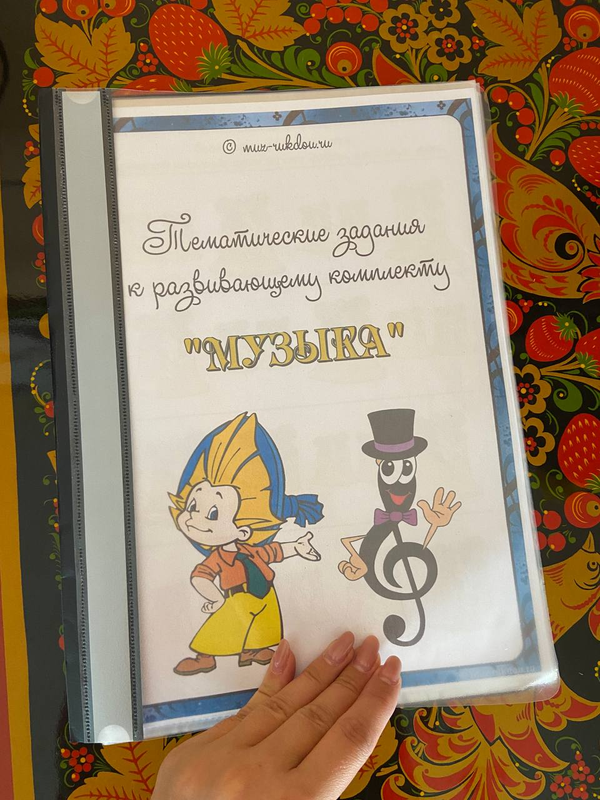 © muz-rukdou.ru
Тематические задания
к развивающему комплекту
"МУЗЫКА"